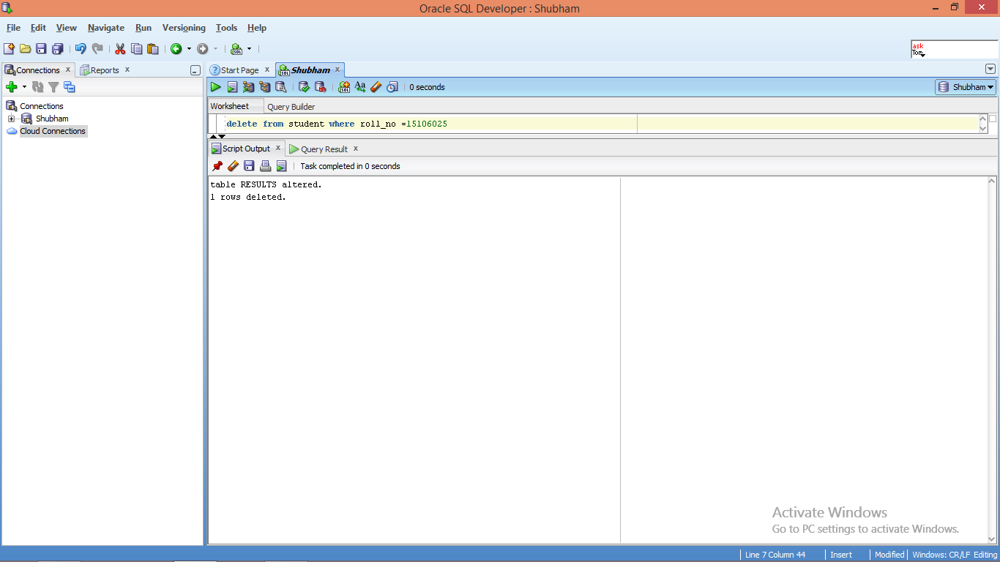 Oracle SQL Developer : Shubham
File Edit View Navigate Run Versioning Tools Help
ask
Tom
Connections x Reports x
Start Page x Shubham x
SQL
0 seconds
Shubham
Connections
Shubham
Cloud Connections
Worksheet Query Builder
delete from student where roll_no =15106025
Script Output x Query Result x
Task completed in 0 seconds
table RESULTS altered.
1 rows deleted.
Activate Windows
Go to PC settings to activate Windows.
Line 7 Column 44 Insert Modified Windows: CR/LF Editing